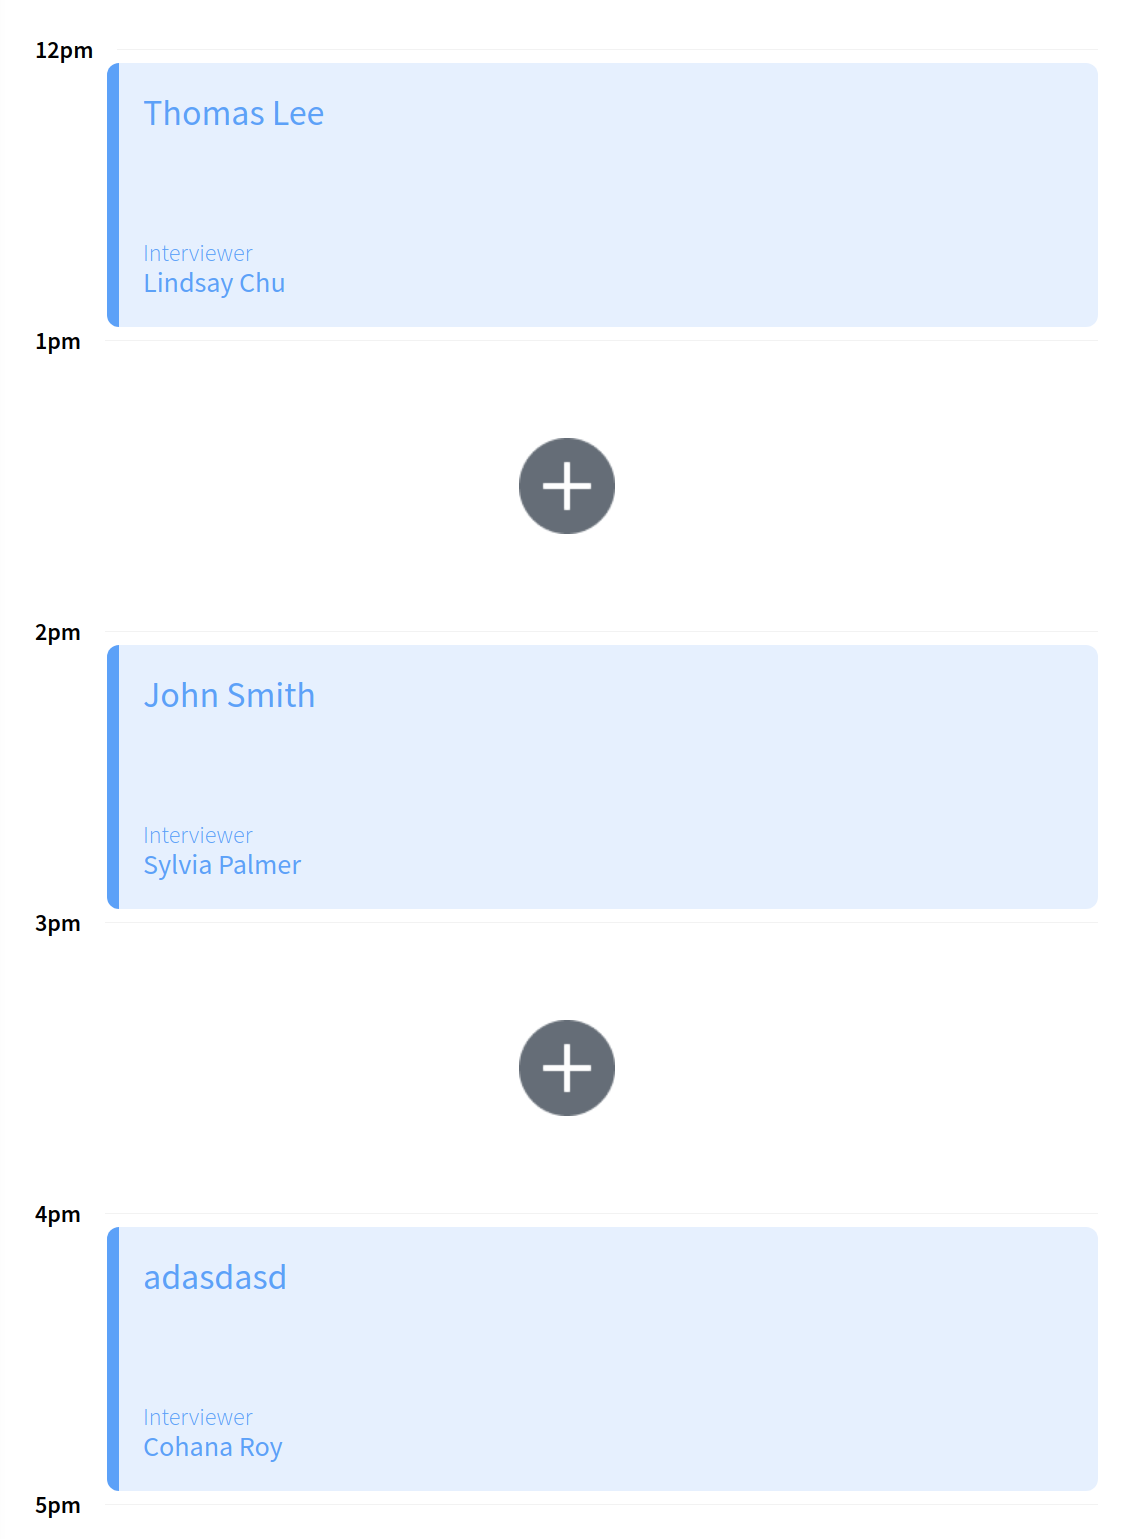 12pm
Thomas Lee
Interviewer
Lindsay Chu
1pm
2pm
John Smith
Interviewer
Sylvia Palmer
3pm
4pm
adasdasd
Interviewer
Cohana Roy
5pm